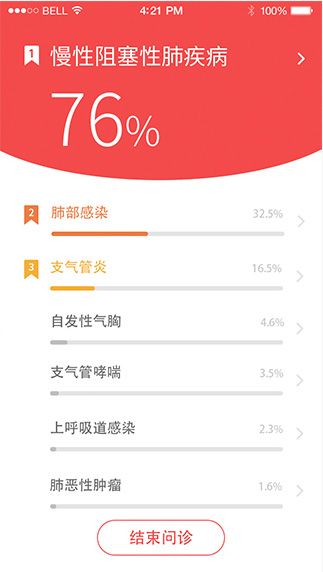 BELL 4:21 PM 100%
1 慢性阻塞性肺疾病
76%
2 肺部感染 32.5%
3 支气管炎 16.5%
自发性气胸 4.6%
支气管哮喘 3.5%
上呼吸道感染 2.3%
肺恶性肿瘤 1.6%
结束问诊